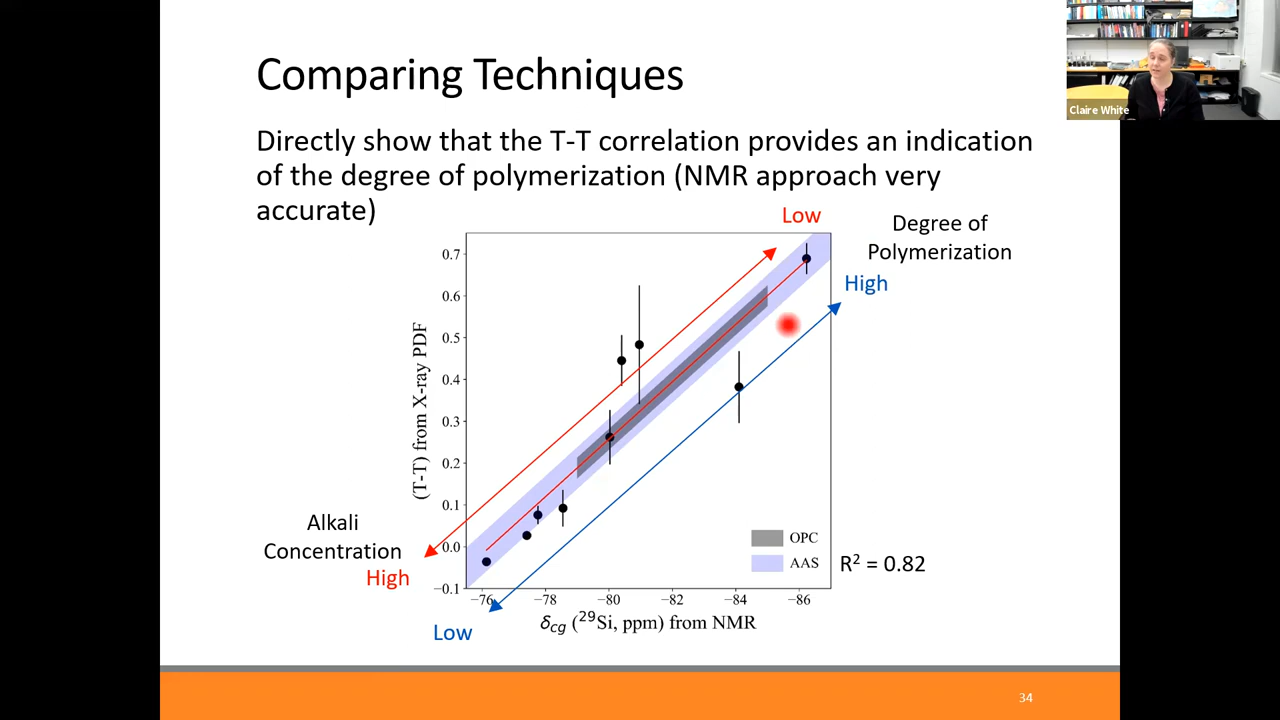 Comparing Techniques
Claire White
Directly show that the T-T correlation provides an indication
of the degree of polymerization (NMR approach very
accurate)
Low
Degree of
Polymerization
High
0.7
0.6
0.5
0.4
0.3
0.2
0.1
0.0
−0.1
(T-T) from X-ray PDF
Alkali
Concentration
High
OPC
AAS
R² = 0.82
−76
−78
−80
−82
−84
−86
δcg (²⁹Si, ppm) from NMR
Low
34